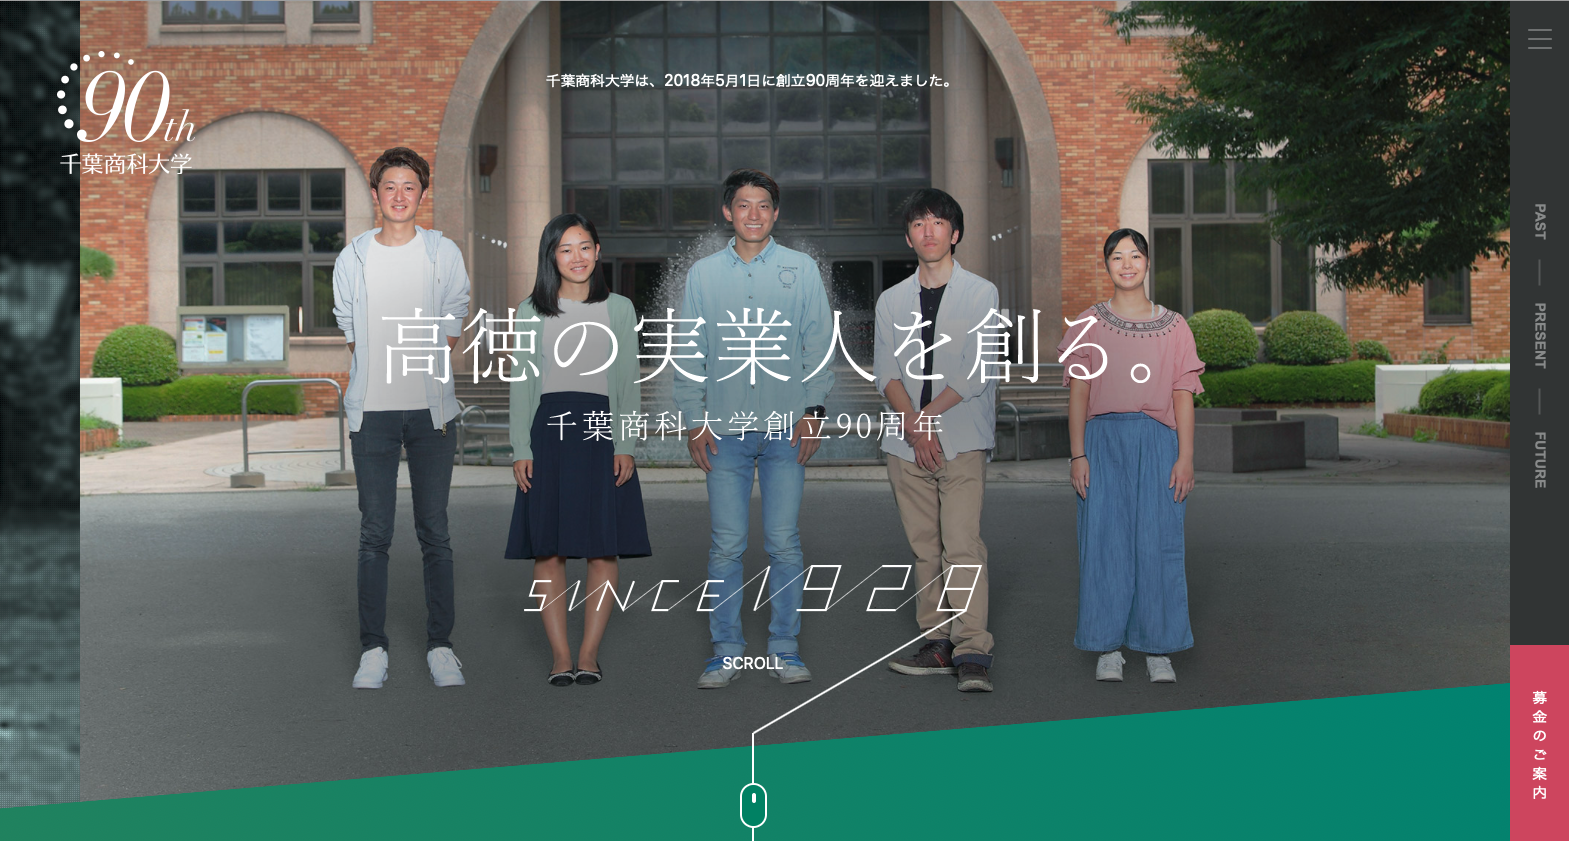 90th
千葉商科大学
千葉商科大学は、2018年5月1日に創立90周年を迎えました。
高徳の実業人を創る。
千葉商科大学創立90周年
SINCE1928
SCROLL
PAST
PRESENT
FUTURE
募金のご案内